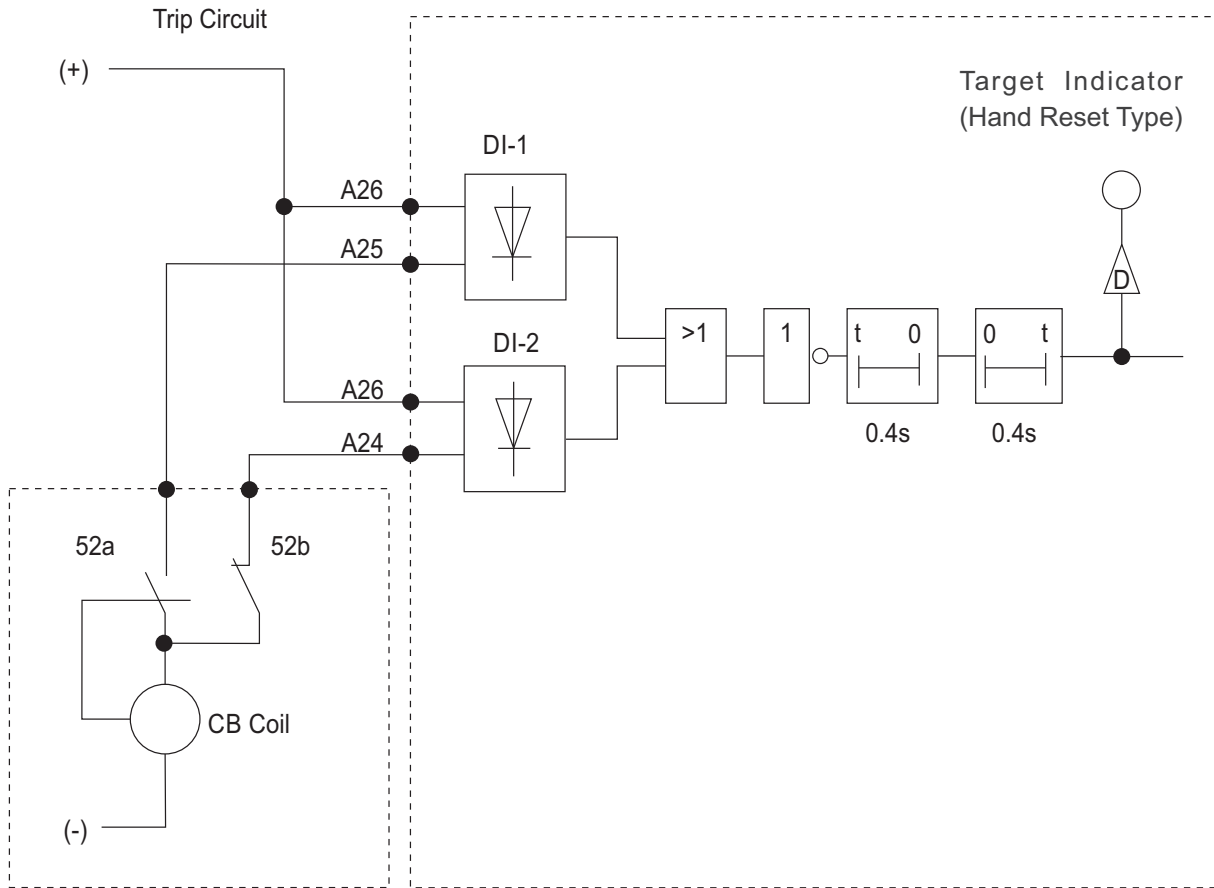 Trip Circuit
(+)
Target Indicator
(Hand Reset Type)
DI-1
A26
A25
D
>1
1
t 0
0 t
DI-2
A26
0.4s
0.4s
A24
52a
52b
CB Coil
(-)